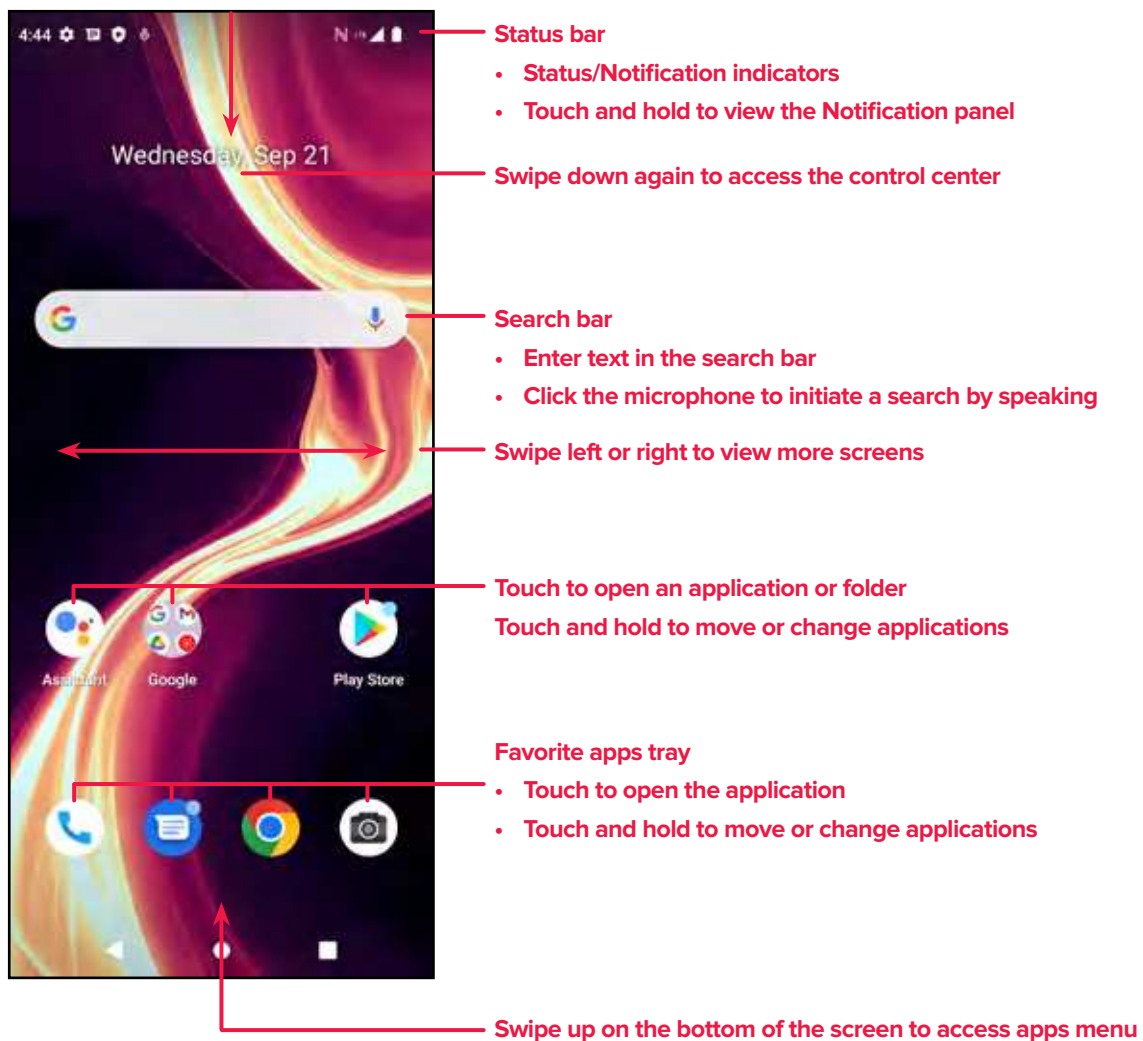 4:44
Wednesday, Sep 21
Assistant
Google
Play Store
Status bar
• Status/Notification indicators
• Touch and hold to view the Notification panel
Swipe down again to access the control center
Search bar
• Enter text in the search bar
• Click the microphone to initiate a search by speaking
Swipe left or right to view more screens
Touch to open an application or folder
Touch and hold to move or change applications
Favorite apps tray
• Touch to open the application
• Touch and hold to move or change applications
Swipe up on the bottom of the screen to access apps menu